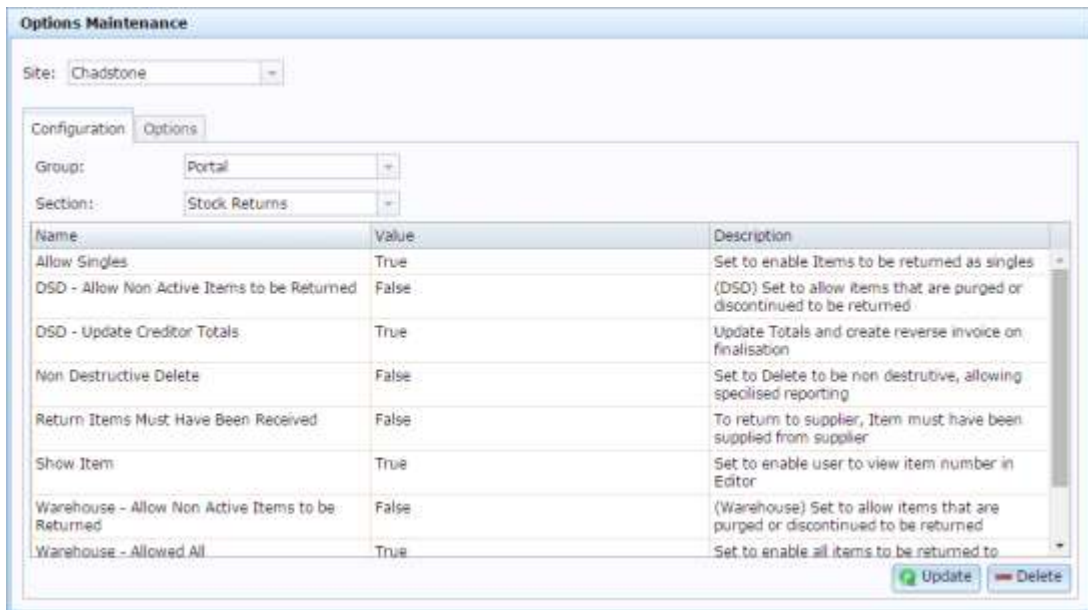 Options Maintenance
Site: Chadstone
Configuration Options
Group: Portal
Section: Stock Returns
Name Value Description
Allow Singles True Set to enable Items to be returned as singles
DSD - Allow Non Active Items to be Returned False (DSD) Set to allow items that are purged or
discontinued to be returned
DSD - Update Creditor Totals True Update Totals and create reverse invoice on
finalisation
Non Destructive Delete False Set to Delete to be non destrutive, allowing
specilised reporting
Return Items Must Have Been Received False To return to supplier, Item must have been
supplied from supplier
Show Item True Set to enable user to view item number in
Editor
Warehouse - Allow Non Active Items to be False (Warehouse) Set to allow items that are
Returned purged or discontinued to be returned
Warehouse - Allowed All True Set to enable all items to be returned to
Update Delete